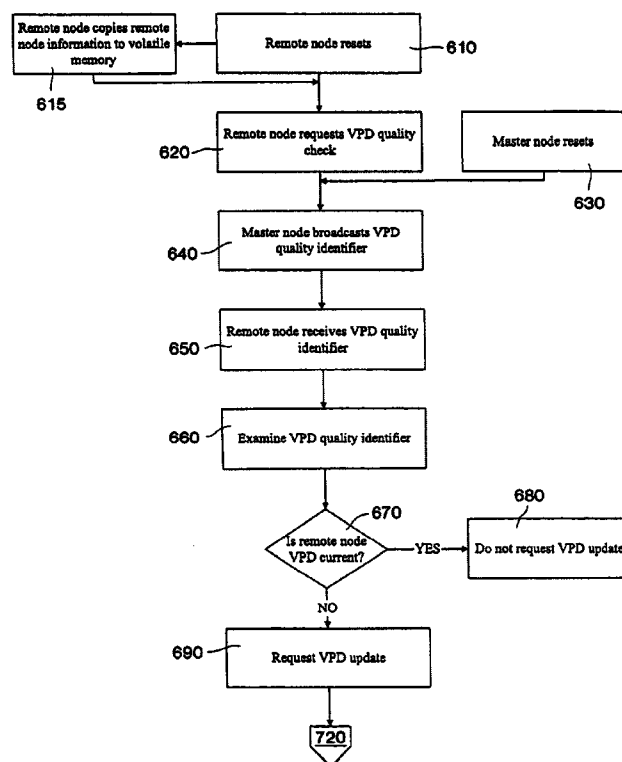 Remote node copies remote
node information to volatile
memory
615
Remote node resets
610
Remote node requests VPD quality
check
620
Master node resets
630
Master node broadcasts VPD
quality identifier
640
Remote node receives VPD quality
identifier
650
Examine VPD quality identifier
660
Is remote node
VPD current?
670
YES
Do not request VPD update
680
NO
Request VPD update
690
720